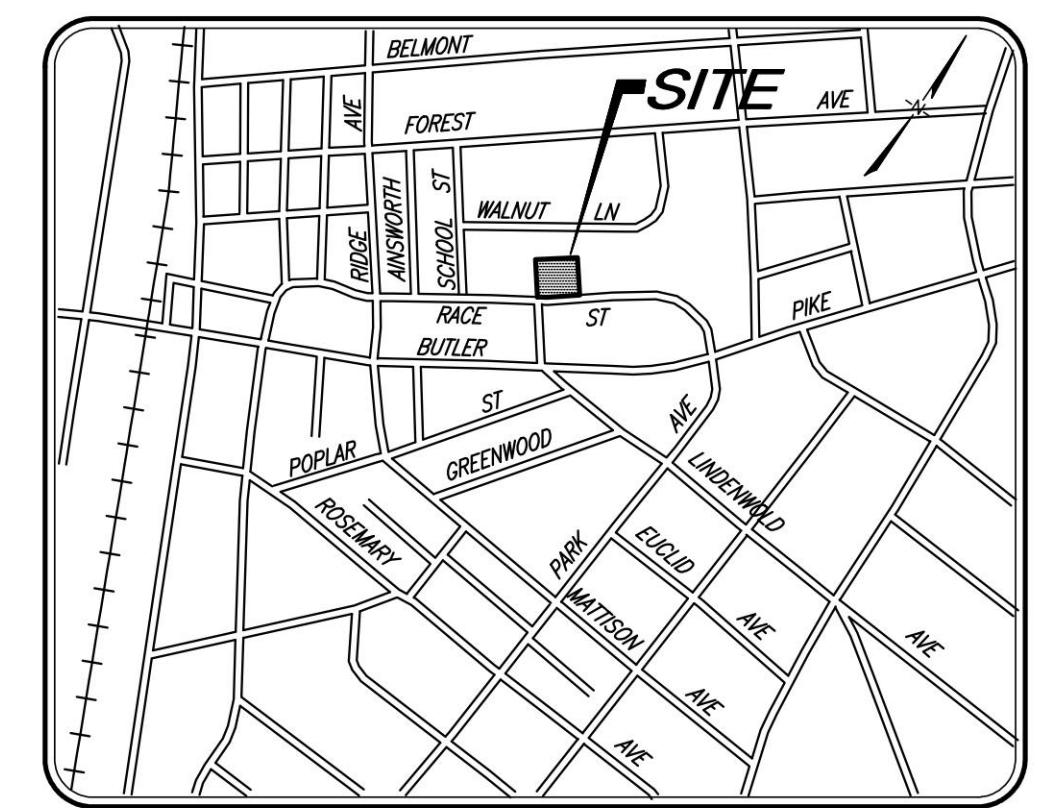 BELMONT
SITE
AVE
AVE
FOREST
N
AINSWORTH
SCHOOL ST
WALNUT LN
RIDGE
RACE ST
PIKE
BUTLER
ST
AVE
GREENWOOD
POPLAR
LINDENWOLD
ROSEMARY
EUCLID
PARK
MATTISON
AVE
AVE
AVE
AVE